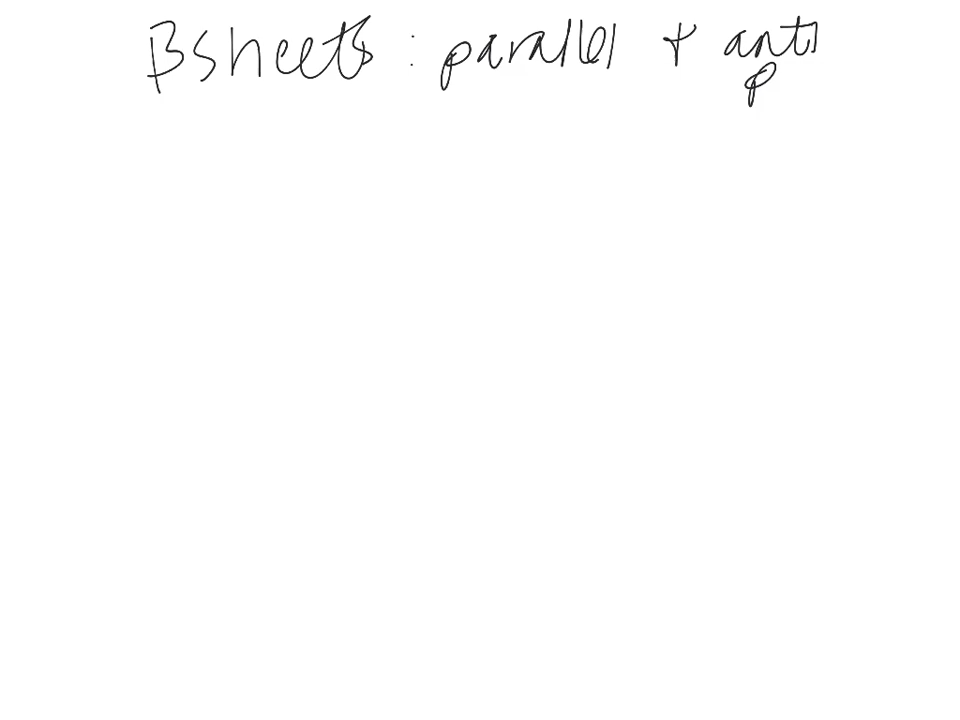 βsheets : parallel + anti
p